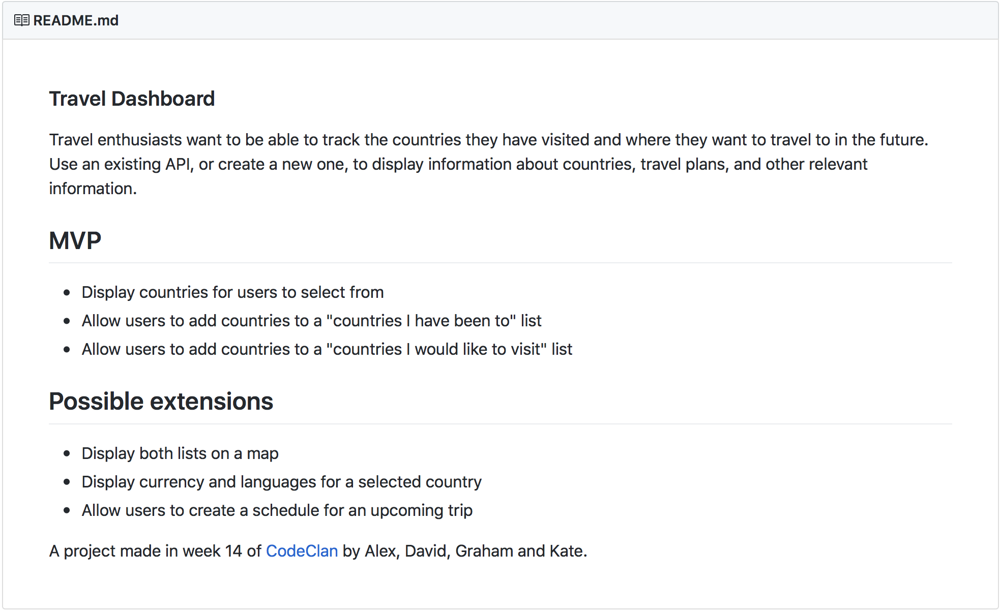 README.md
Travel Dashboard
Travel enthusiasts want to be able to track the countries they have visited and where they want to travel to in the future.
Use an existing API, or create a new one, to display information about countries, travel plans, and other relevant
information.
MVP
• Display countries for users to select from
• Allow users to add countries to a "countries I have been to" list
• Allow users to add countries to a "countries I would like to visit" list
Possible extensions
• Display both lists on a map
• Display currency and languages for a selected country
• Allow users to create a schedule for an upcoming trip
A project made in week 14 of CodeClan by Alex, David, Graham and Kate.